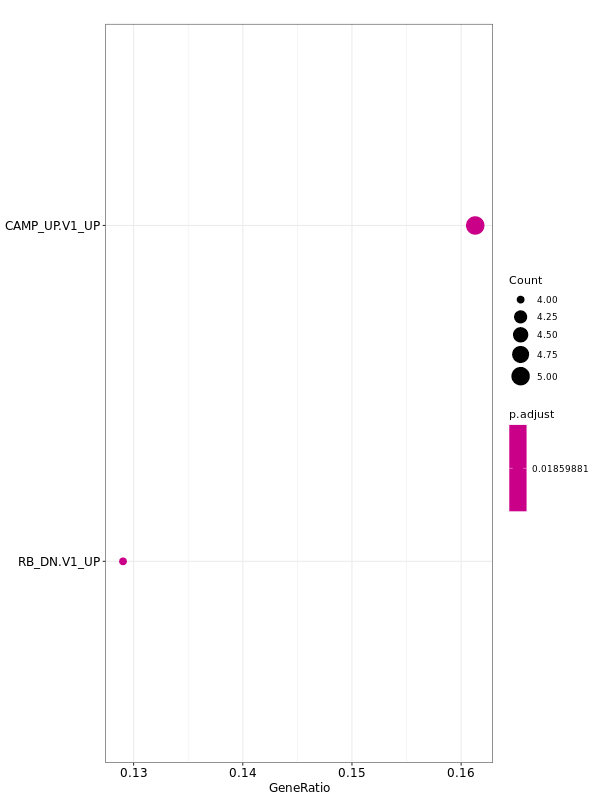 CAMP_UP.V1_UP
RB_DN.V1_UP
0.13 0.14 0.15 0.16
GeneRatio
Count
4.00
4.25
4.50
4.75
5.00
p.adjust
0.01859881